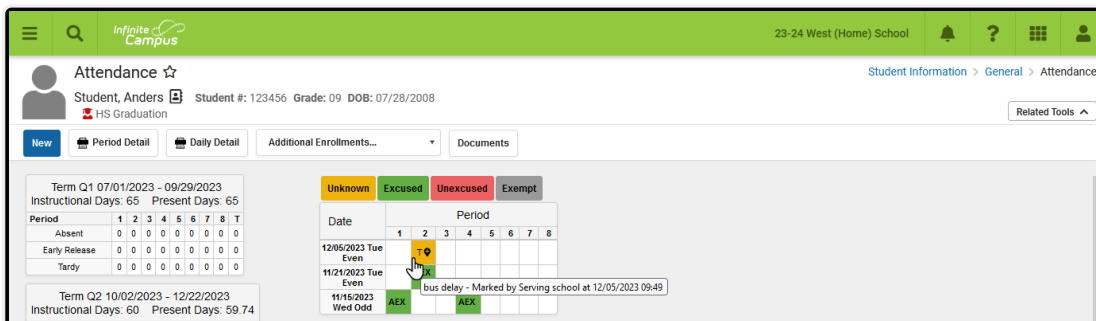 Infinite Campus
23-24 West (Home) School
?
Attendance
Student Information > General > Attendance
Student, Anders Student #: 123456 Grade: 09 DOB: 07/28/2008
HS Graduation
Related Tools
New Period Detail Daily Detail Additional Enrollments... Documents
Term Q1 07/01/2023 - 09/29/2023
Instructional Days: 65 Present Days: 65
Period 1 2 3 4 5 6 7 8 T
Absent 0 0 0 0 0 0 0 0 0
Early Release 0 0 0 0 0 0 0 0 0
Tardy 0 0 0 0 0 0 0 0 0
Term Q2 10/02/2023 - 12/22/2023
Instructional Days: 60 Present Days: 59.74
Unknown Excused Unexcused Exempt
Date Period
1 2 3 4 5 6 7 8
12/05/2023 Tue
Even
T
11/21/2023 Tue
Even
bus delay - Marked by Serving school at 12/05/2023 09:49
11/15/2023
Wed Odd
AEX AEX